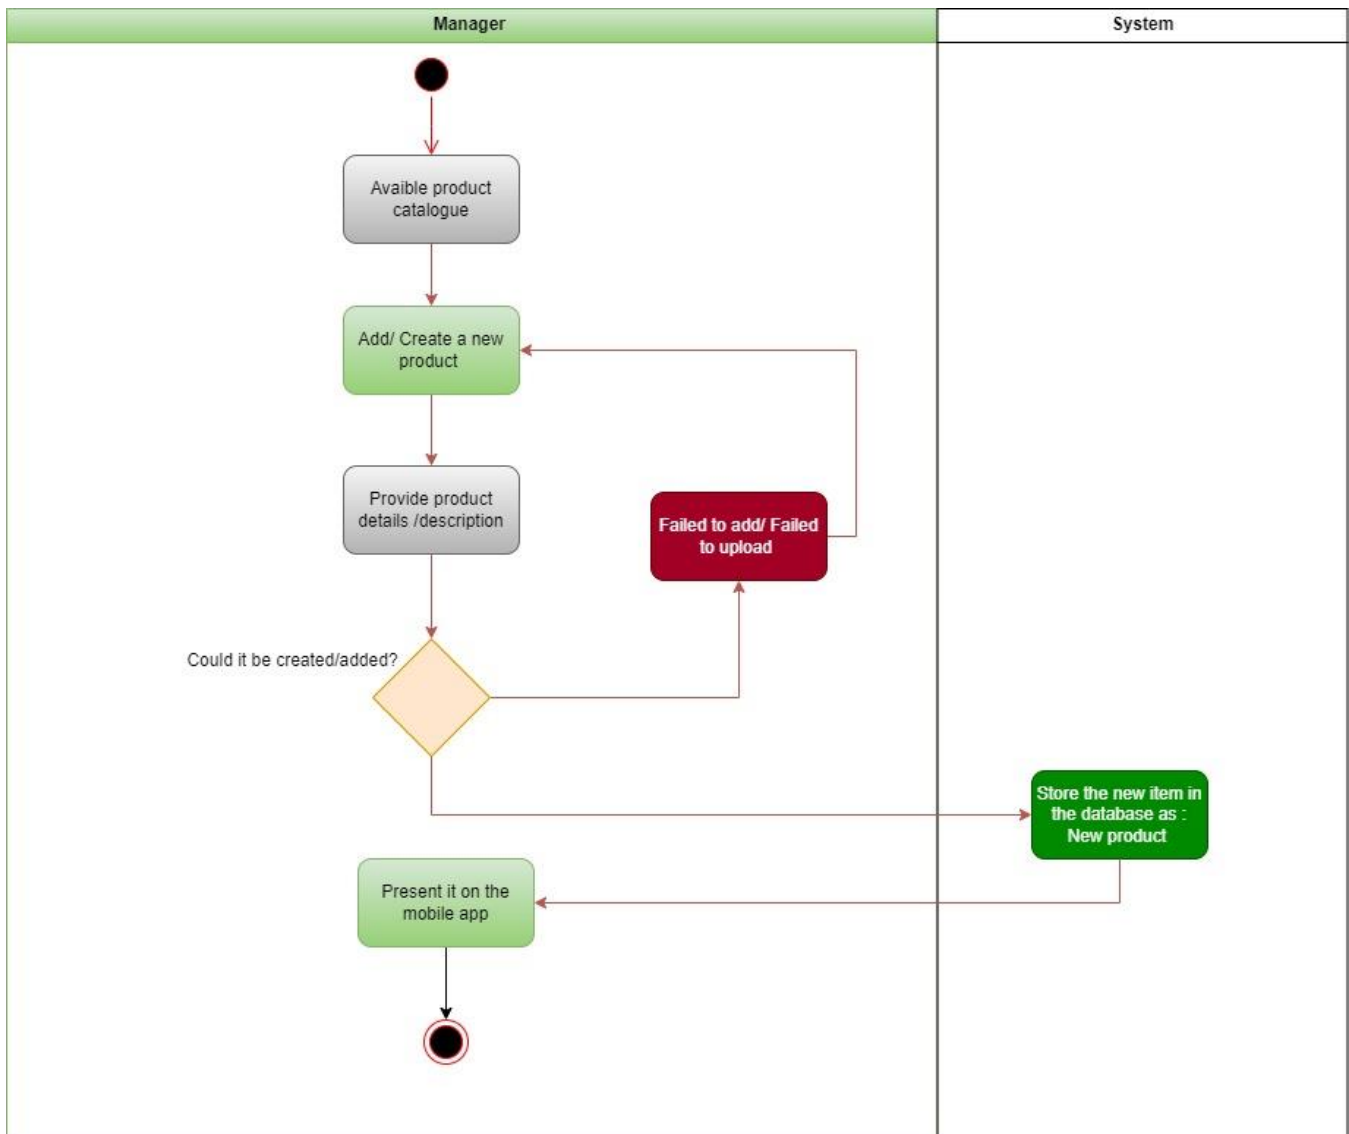 Manager
System
Avaible product
catalogue
Add/ Create a new
product
Provide product
details /description
Failed to add/ Failed
to upload
Could it be created/added?
Store the new item in
the database as :
New product
Present it on the
mobile app